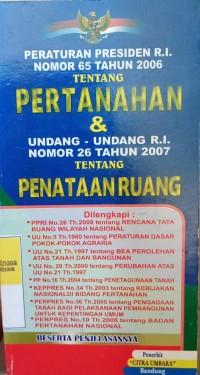 PERATURAN PRESIDEN R.I.
NOMOR 65 TAHUN 2006
TENTANG
PERTANAHAN
&
UNDANG - UNDANG R.I.
NOMOR 26 TAHUN 2007
TENTANG
PENATAAN RUANG
Dilengkapi :
• PPRI No.26 Th.2008 tentang RENCANA TATA
RUANG WILAYAH NASIONAL
• UU No.5 Th.1960 tentang PERATURAN DASAR
POKOK-POKOK AGRARIA
• UU No.21 Th. 1997 tentang BEA PEROLEHAN
ATAS TANAH DAN BANGUNAN
• UU No. 20 Th.2000 tentang PERUBAHAN ATAS
UU No.21 Th.1997
• PP No.16 Th.2004 tentang PENETAGUNAAN TANAH
• KEPPRES No.34 Th.2003 tentang KEBIJAKAN
NASIONALDI BIDANG PERTANAHAN
• KERPRES No.36 Th.2005 tentang PENGADAAN
TANAH BAGI PELAKSANAAN PEMBANGUNAN
UNTUK KEPENTINGAN UMUM
• PERPRES No.10 Th.2006 tentang BADAN
PERTANAHAN NASIONAL
BESERTA PENJELASANNYA
Penerbit
"CITRA UMBARA"
Bandung